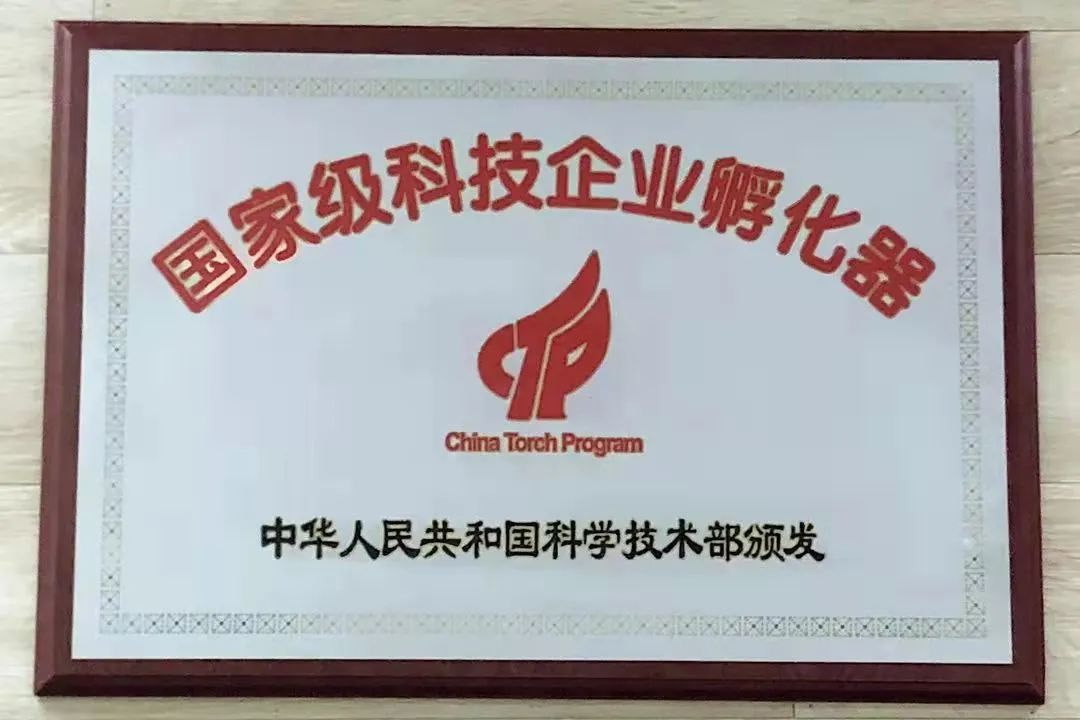 国家级科技企业孵化器
CTP
China Torch Program
中华人民共和国科学技术部颁发